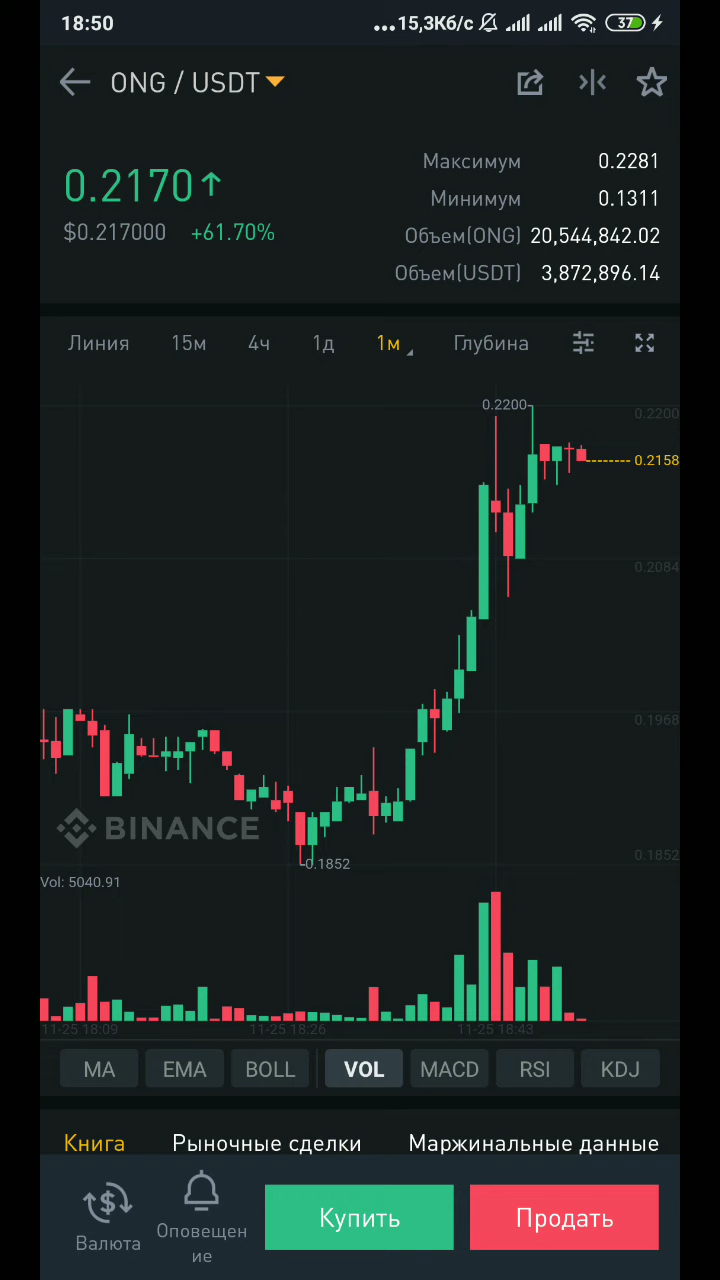 18:50
...15,3Кб/с
37
ONG / USDT
0.2170↑
$0.217000 +61.70%
Максимум 0.2281
Минимум 0.1311
Объем(ONG) 20,544,842.02
Объем(USDT) 3,872,896.14
Линия 15м 4ч 1д 1м Глубина
0.2200
0.2200
0.2158
0.2084
0.1968
BINANCE
0.1852
0.1852
Vol: 5040.91
11-25 18:09 11-25 18:26 11-25 18:43
MA EMA BOLL VOL MACD RSI KDJ
Книга Рыночные сделки Маржинальные данные
Валюта
Оповещен
ие
Купить
Продать